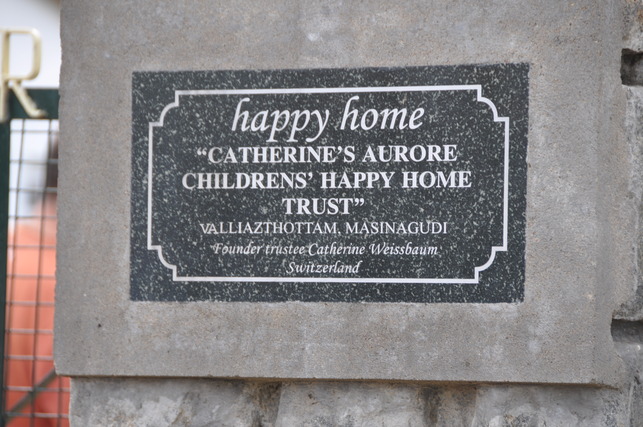 R
happy home
“CATHERINE’S AURORE
CHILDRENS’ HAPPY HOME
TRUST”
VALLIAZTHOTTAM, MASINAGUDI
Founder trustee Catherine Weissbaum
Switzerland